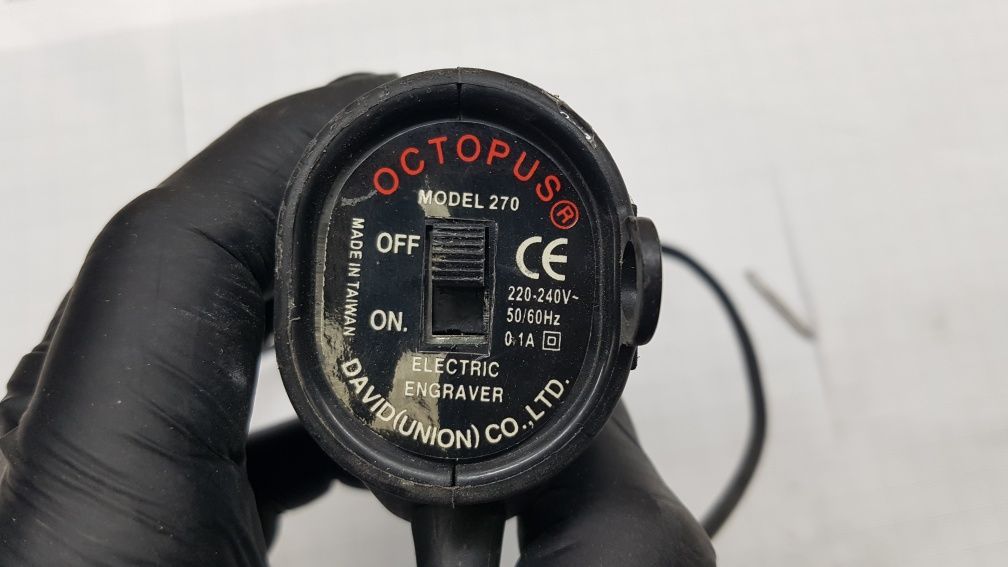 OCTOPUS®
MODEL 270
OFF
ON.
MADE IN TAIWAN
CE
220-240V~
50/60Hz
0.1A
ELECTRIC
ENGRAVER
DAVID(UNION) CO.,LTD.